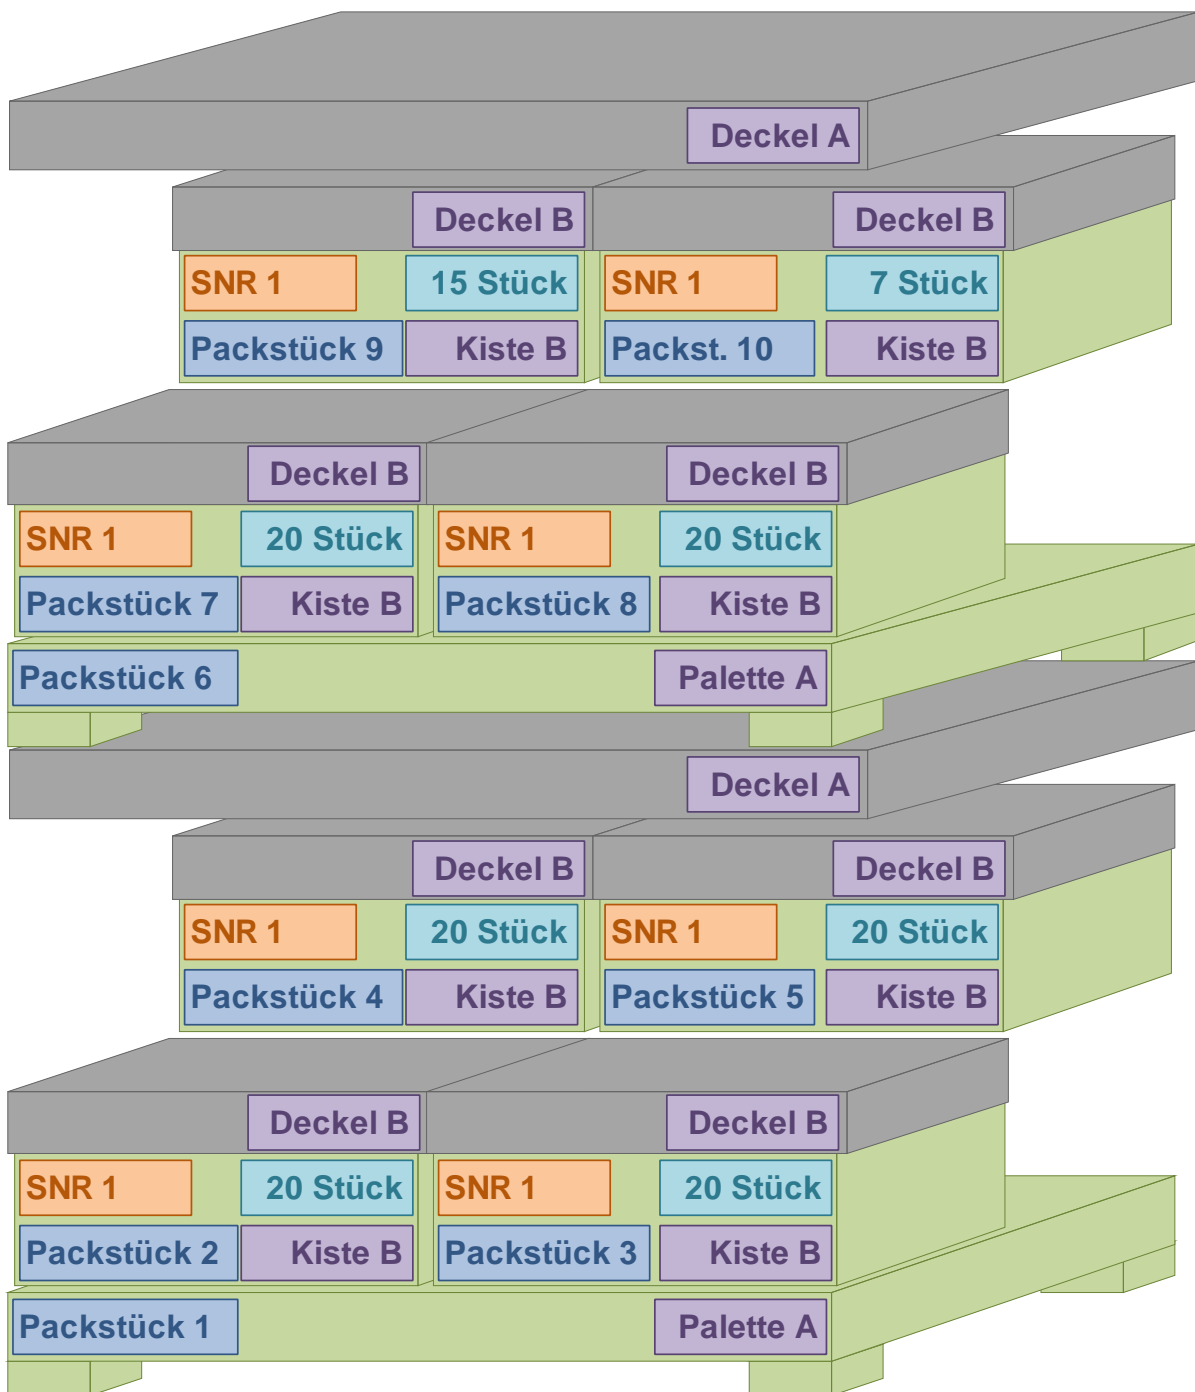 Deckel A
Deckel B Deckel B
SNR 1 15 Stück SNR 1 7 Stück
Packstück 9 Kiste B Packst. 10 Kiste B
Deckel B Deckel B
SNR 1 20 Stück SNR 1 20 Stück
Packstück 7 Kiste B Packstück 8 Kiste B
Packstück 6 Palette A
Deckel A
Deckel B Deckel B
SNR 1 20 Stück SNR 1 20 Stück
Packstück 4 Kiste B Packstück 5 Kiste B
Deckel B Deckel B
SNR 1 20 Stück SNR 1 20 Stück
Packstück 2 Kiste B Packstück 3 Kiste B
Packstück 1 Palette A